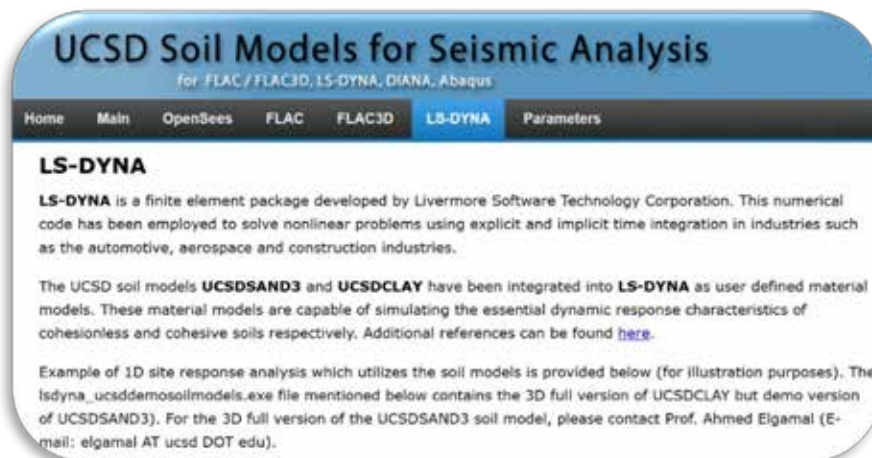 UCSD Soil Models for Seismic Analysis
for FLAC / FLAC3D, LS-DYNA, DIANA, Abaqus
Home Main OpenSees FLAC FLAC3D LS-DYNA Parameters
LS-DYNA
LS-DYNA is a finite element package developed by Livermore Software Technology Corporation. This numerical
code has been employed to solve nonlinear problems using explicit and implicit time integration in industries such
as the automotive, aerospace and construction industries.
The UCSD soil models UCSDSAND3 and UCSDCLAY have been integrated into LS-DYNA as user defined material
models. These material models are capable of simulating the essential dynamic response characteristics of
cohesionless and cohesive soils respectively. Additional references can be found here.
Example of 1D site response analysis which utilizes the soil models is provided below (for illustration purposes). The
lsdyna_ucsddemosoilmodels.exe file mentioned below contains the 3D full version of UCSDCLAY but demo version
of UCSDSAND3). For the 3D full version of the UCSDSAND3 soil model, please contact Prof. Ahmed Elgamal (E-
mail: elgamal AT ucsd DOT edu).